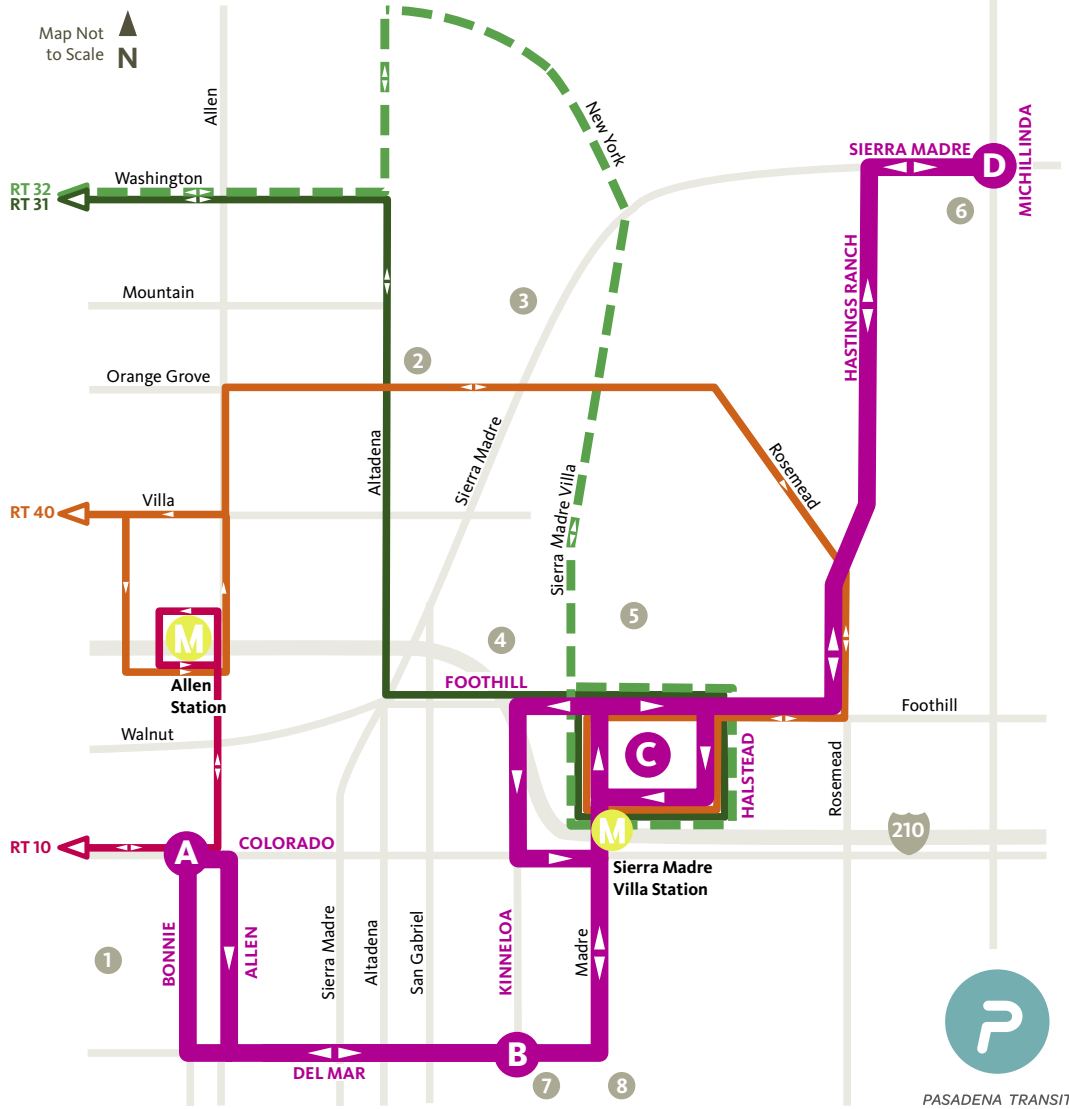 Map Not
to Scale
N
Allen
New York
SIERRA MADRE
D
MICHILLINDA
RT 32
RT 31
Washington
6
HASTINGS RANCH
Mountain
3
2
Orange Grove
Altadena
Sierra Madre
Rosemead
Sierra Madre Villa
RT 40
Villa
5
4
M
Allen
Station
FOOTHILL
Foothill
Walnut
C
HALSTEAD
Rosemead
M
210
RT 10
A
COLORADO
Sierra Madre
Villa Station
1
BONNIE
ALLEN
Sierra Madre
Altadena
San Gabriel
KINNELOA
Madre
B
DEL MAR
7
8
P
PASADENA TRANSIT